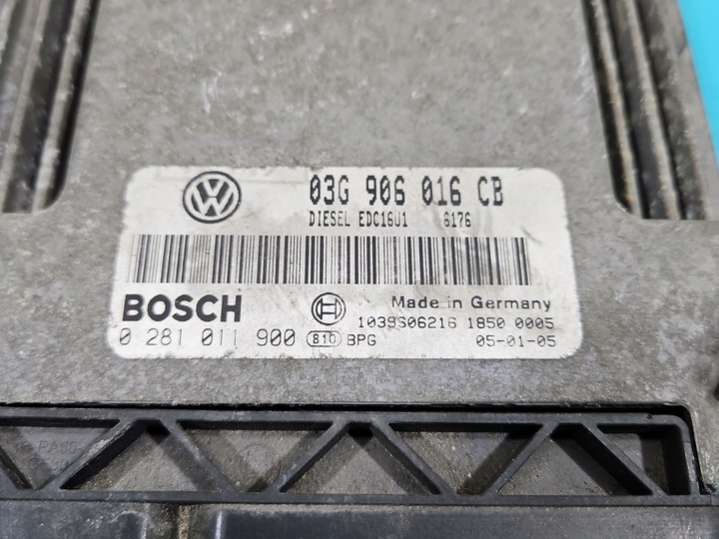 03G 906 016 CB
DIESEL EDC16U1 6176
BOSCH
Made in Germany
1039S06216 1850 0005
0 281 011 900 810 BPG 05-01-05